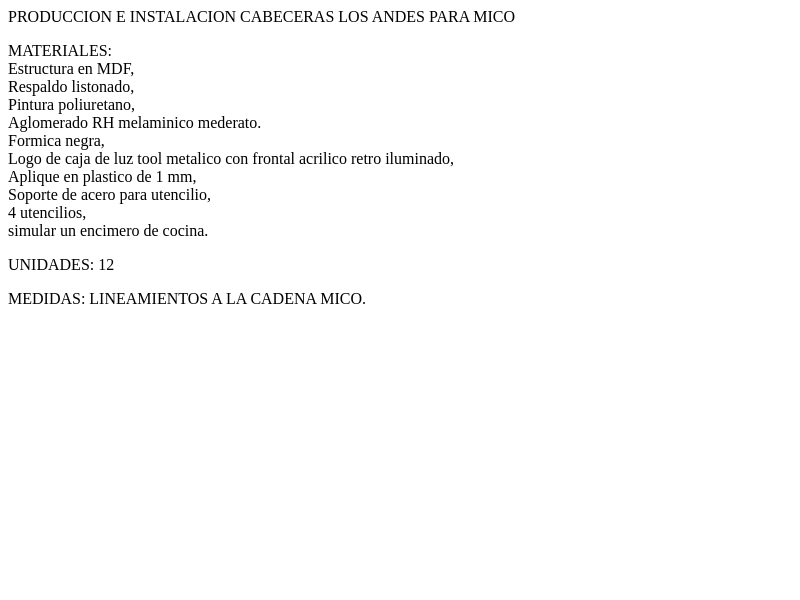 PRODUCCION E INSTALACION CABECERAS LOS ANDES PARA MICO
MATERIALES:
Estructura en MDF,
Respaldo listonado,
Pintura poliuretano,
Aglomerado RH melaminico mederato.
Formica negra,
Logo de caja de luz tool metalico con frontal acrilico retro iluminado,
Aplique en plastico de 1 mm,
Soporte de acero para utencilio,
4 utencilios,
simular un encimero de cocina.
UNIDADES: 12
MEDIDAS: LINEAMIENTOS A LA CADENA MICO.